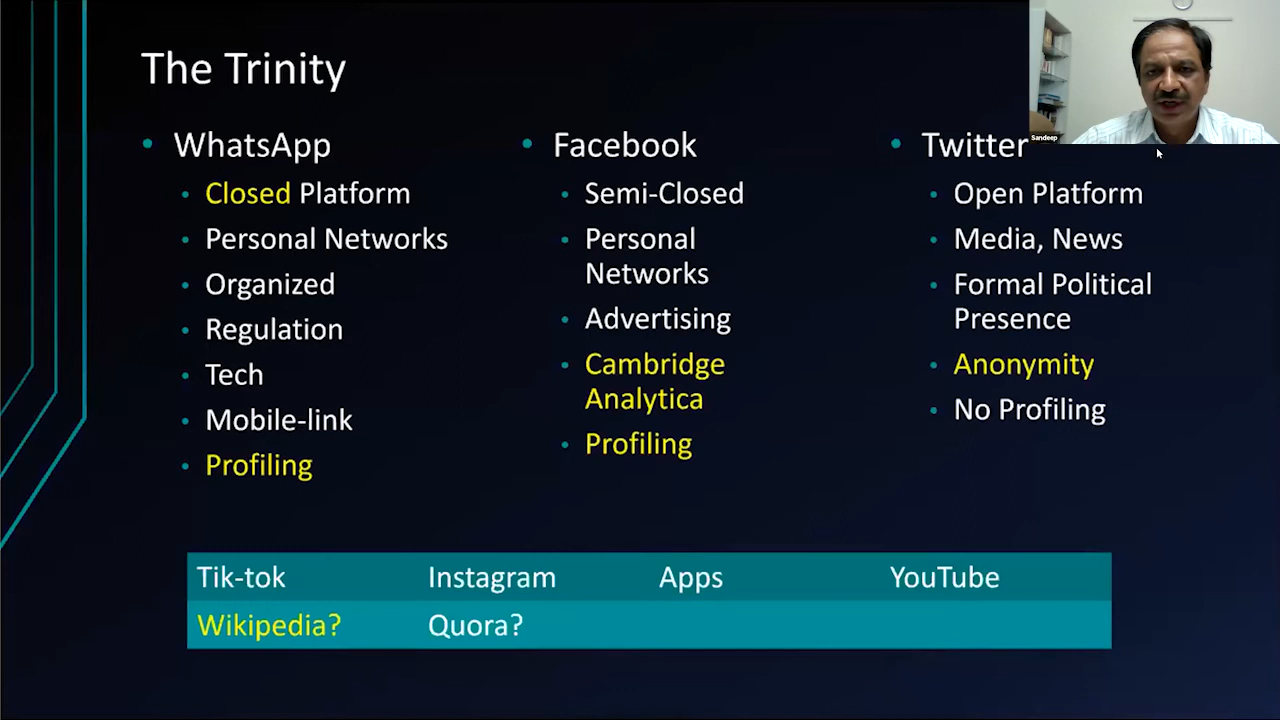 The Trinity
WhatsApp
Closed Platform
Personal Networks
Organized
Regulation
Tech
Mobile-link
Profiling
Facebook
Semi-Closed
Personal
Networks
Advertising
Cambridge
Analytica
Profiling
Twitter
Open Platform
Media, News
Formal Political
Presence
Anonymity
No Profiling
Sandeep
Tik-tok Instagram Apps YouTube
Wikipedia? Quora?